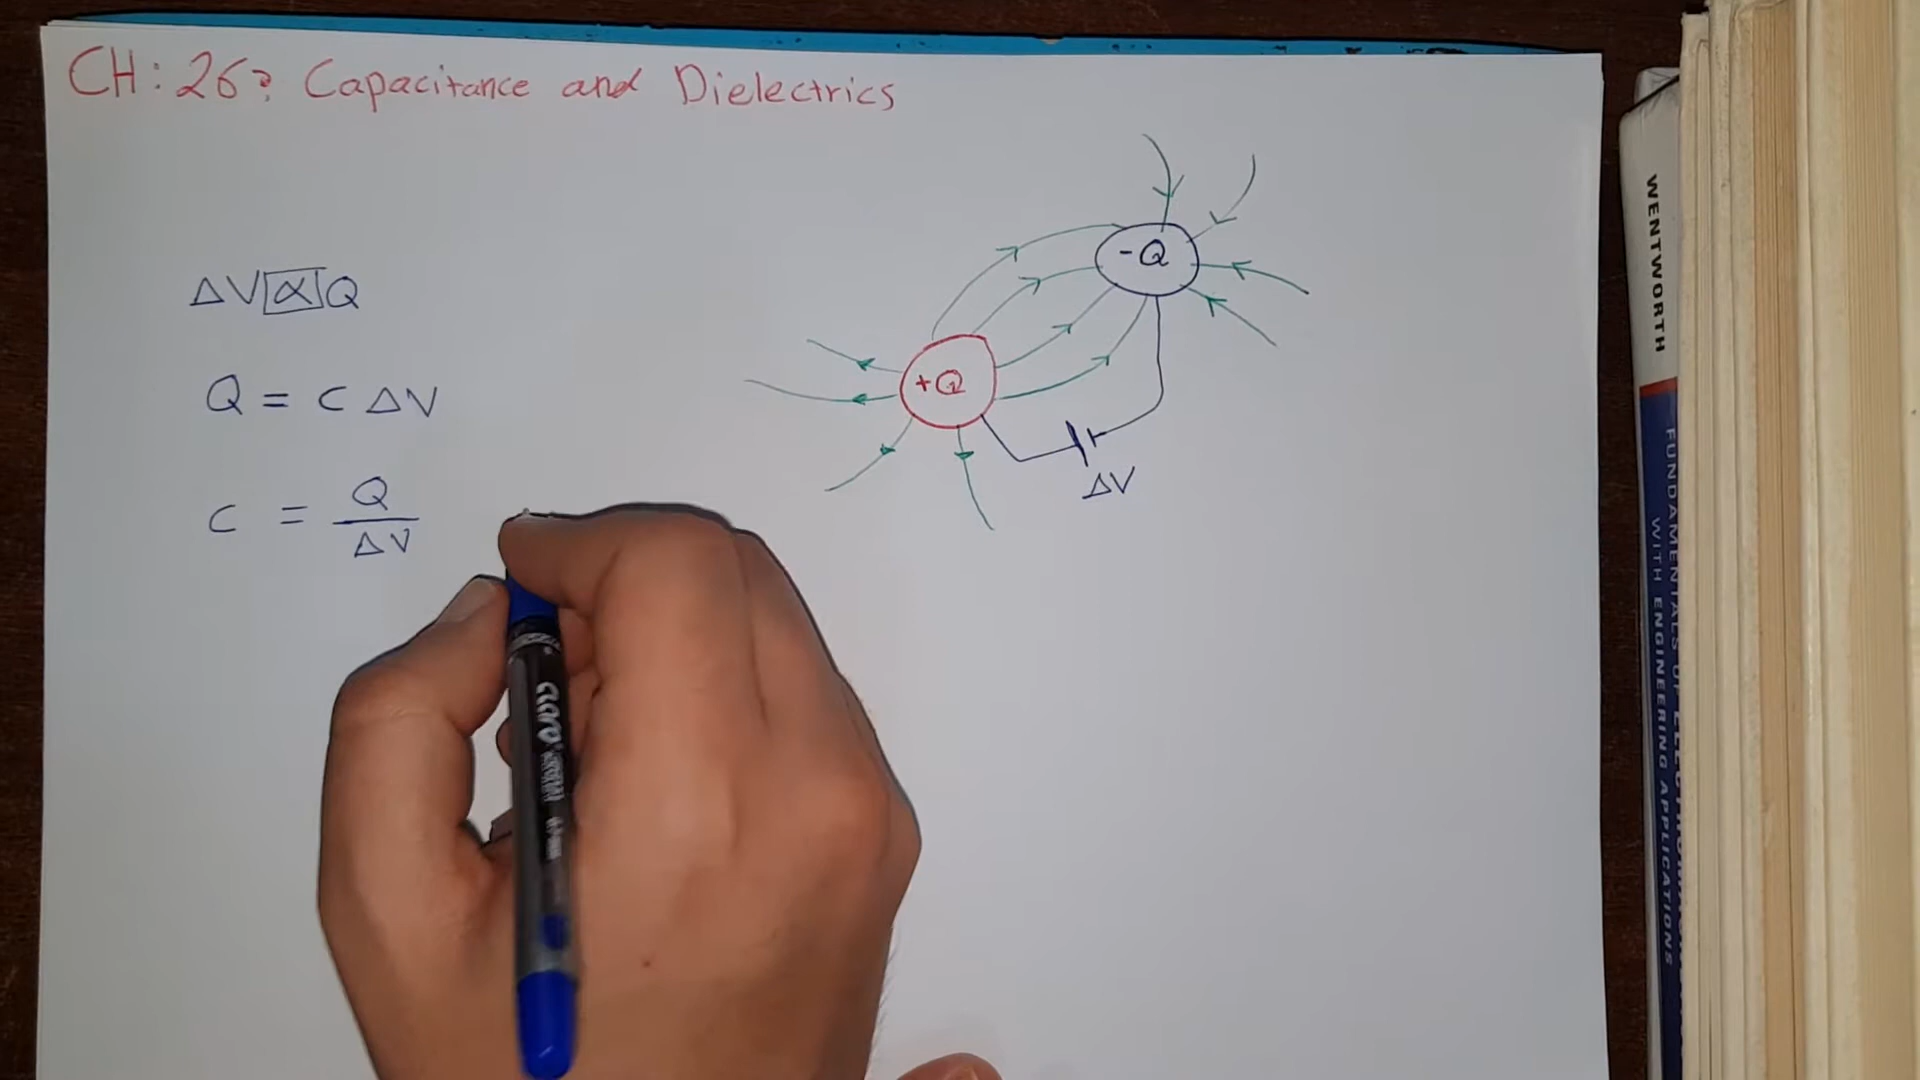 CH: 26: Capacitance and Dielectrics
ΔV α Q
Q = C ΔV
C = Q / ΔV
-Q
+Q
ΔV
WENTWORTH
FUNDAMENTALS OF ELECTROMAGNETICS
WITH ENGINEERING APPLICATIONS